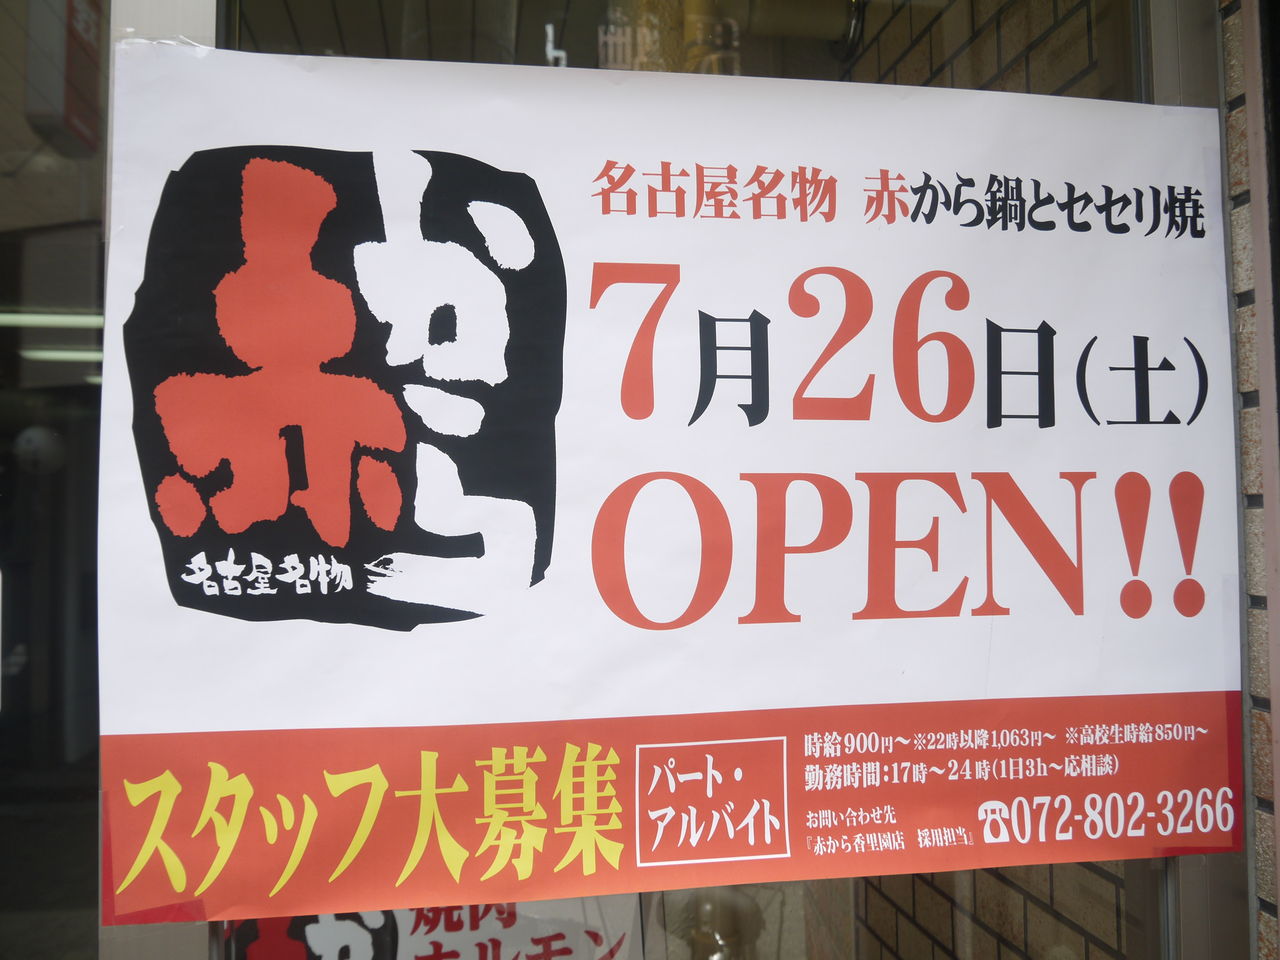 赤から
名古屋名物
名古屋名物 赤から鍋とセセリ焼
7月26日(土)
OPEN!!
スタッフ大募集
パート・
アルバイト
時給900円〜※22時以降1,063円〜 ※高校生時給850円〜
勤務時間:17時〜24時(1日3h〜応相談)
お問い合わせ先
『赤から香里園店 採用担当』
☎072-802-3266
焼肉
ホルモン